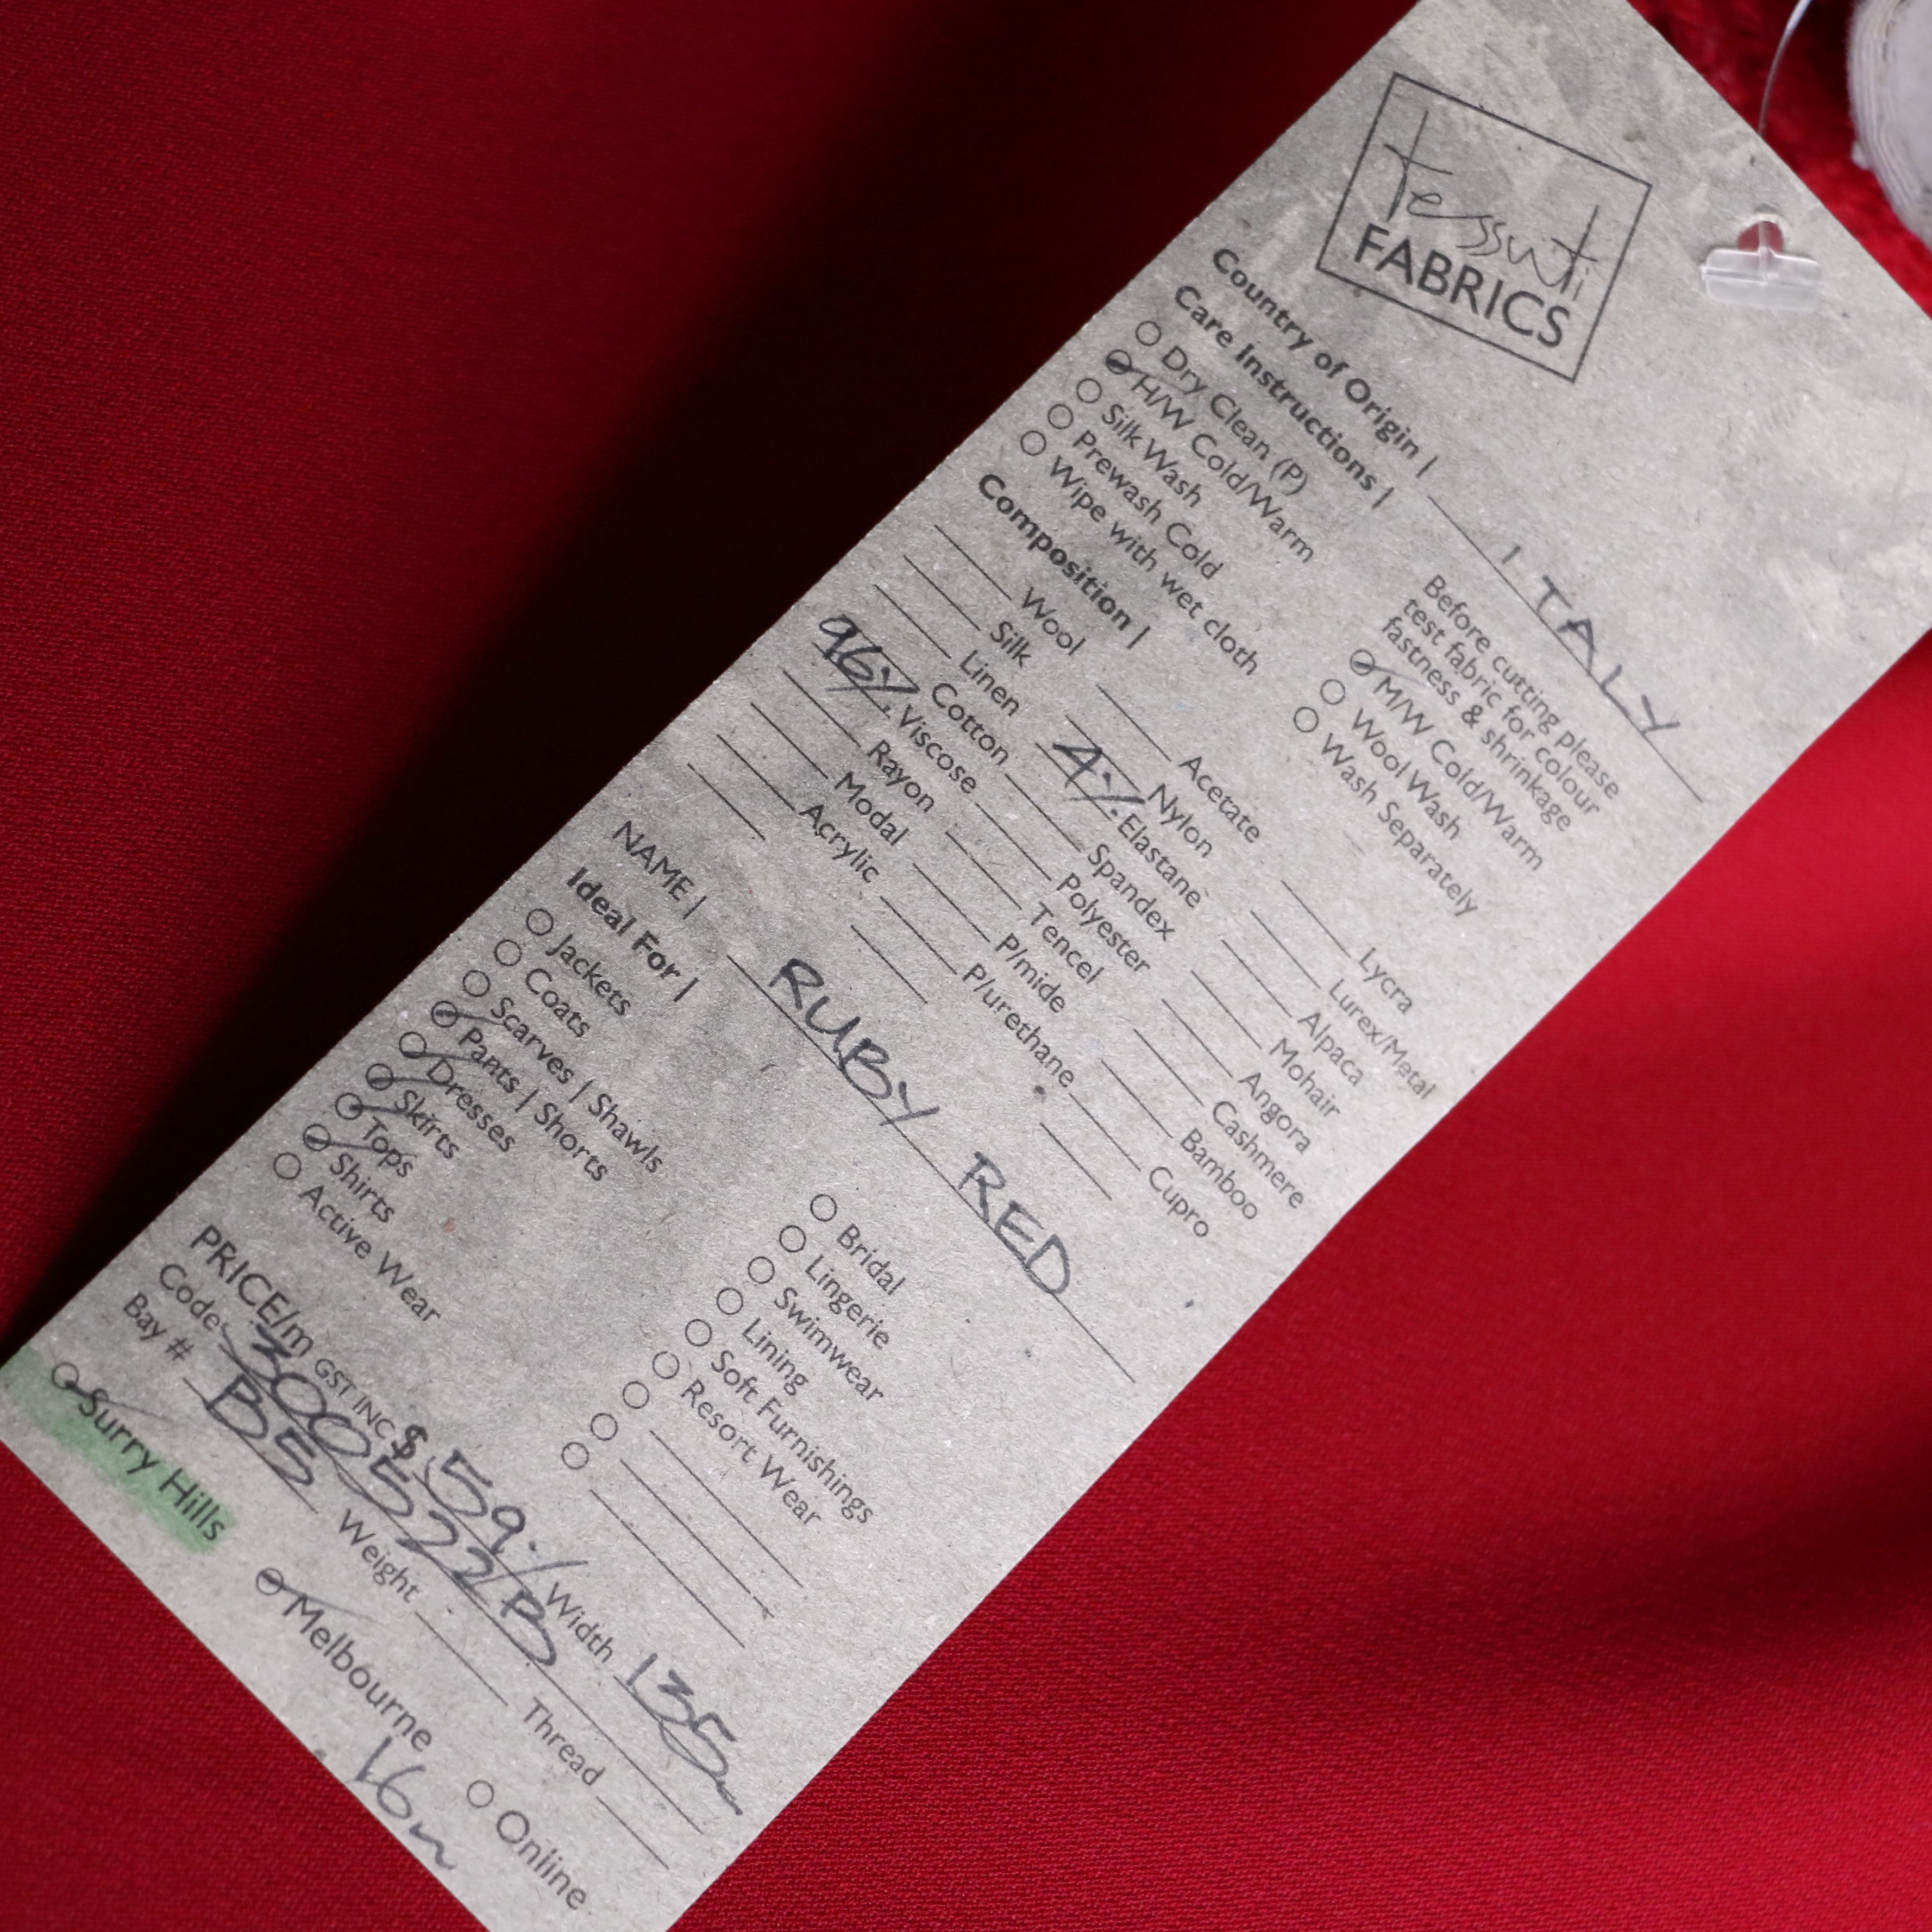 tessuti
FABRICS
Country of Origin | ITALY
Care Instructions |
Before cutting please
test fabric for colour
fastness & shrinkage
Dry Clean (P)
H/W Cold/Warm
Silk Wash
Prewash Cold
Wipe with wet cloth
M/W Cold/Warm
Wool Wash
Wash Separately
Composition |
Wool
Silk
Linen
Cotton
96% Viscose
Rayon
Modal
Acrylic
Acetate
Nylon
4% Elastane
Spandex
Polyester
Tencel
P/mide
P/urethane
Lycra
Lurex/Metal
Alpaca
Mohair
Angora
Cashmere
Bamboo
Cupro
NAME | RUBY RED
Ideal For |
Jackets
Coats
Scarves | Shawls
Pants | Shorts
Dresses
Skirts
Tops
Shirts
Active Wear
Bridal
Lingerie
Swimwear
Lining
Soft Furnishings
Resort Wear
PRICE/m GST INC $ 59.- Width 135
Code 300522B
Bay # B5 Weight Thread
Surry Hills Melbourne Online
16m